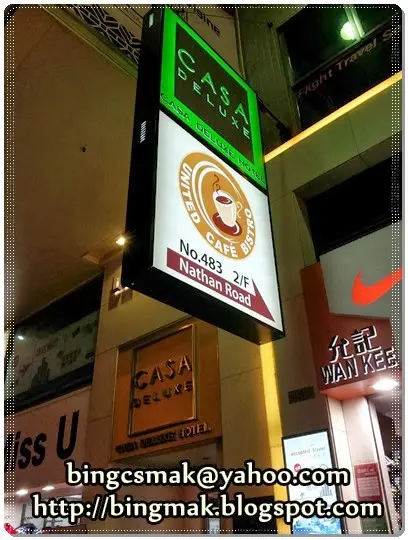 CASA
DELUXE
CASA DELUXE HOTEL
UNITED CAFÉ BISTRO
No.483 2/F
Nathan Road
Flight Travel
允記
WAN KEE
CASA
DELUXE
CASA DELUXE HOTEL
iss U
bingcsmak@yahoo.com
http://bingmak.blogspot.com